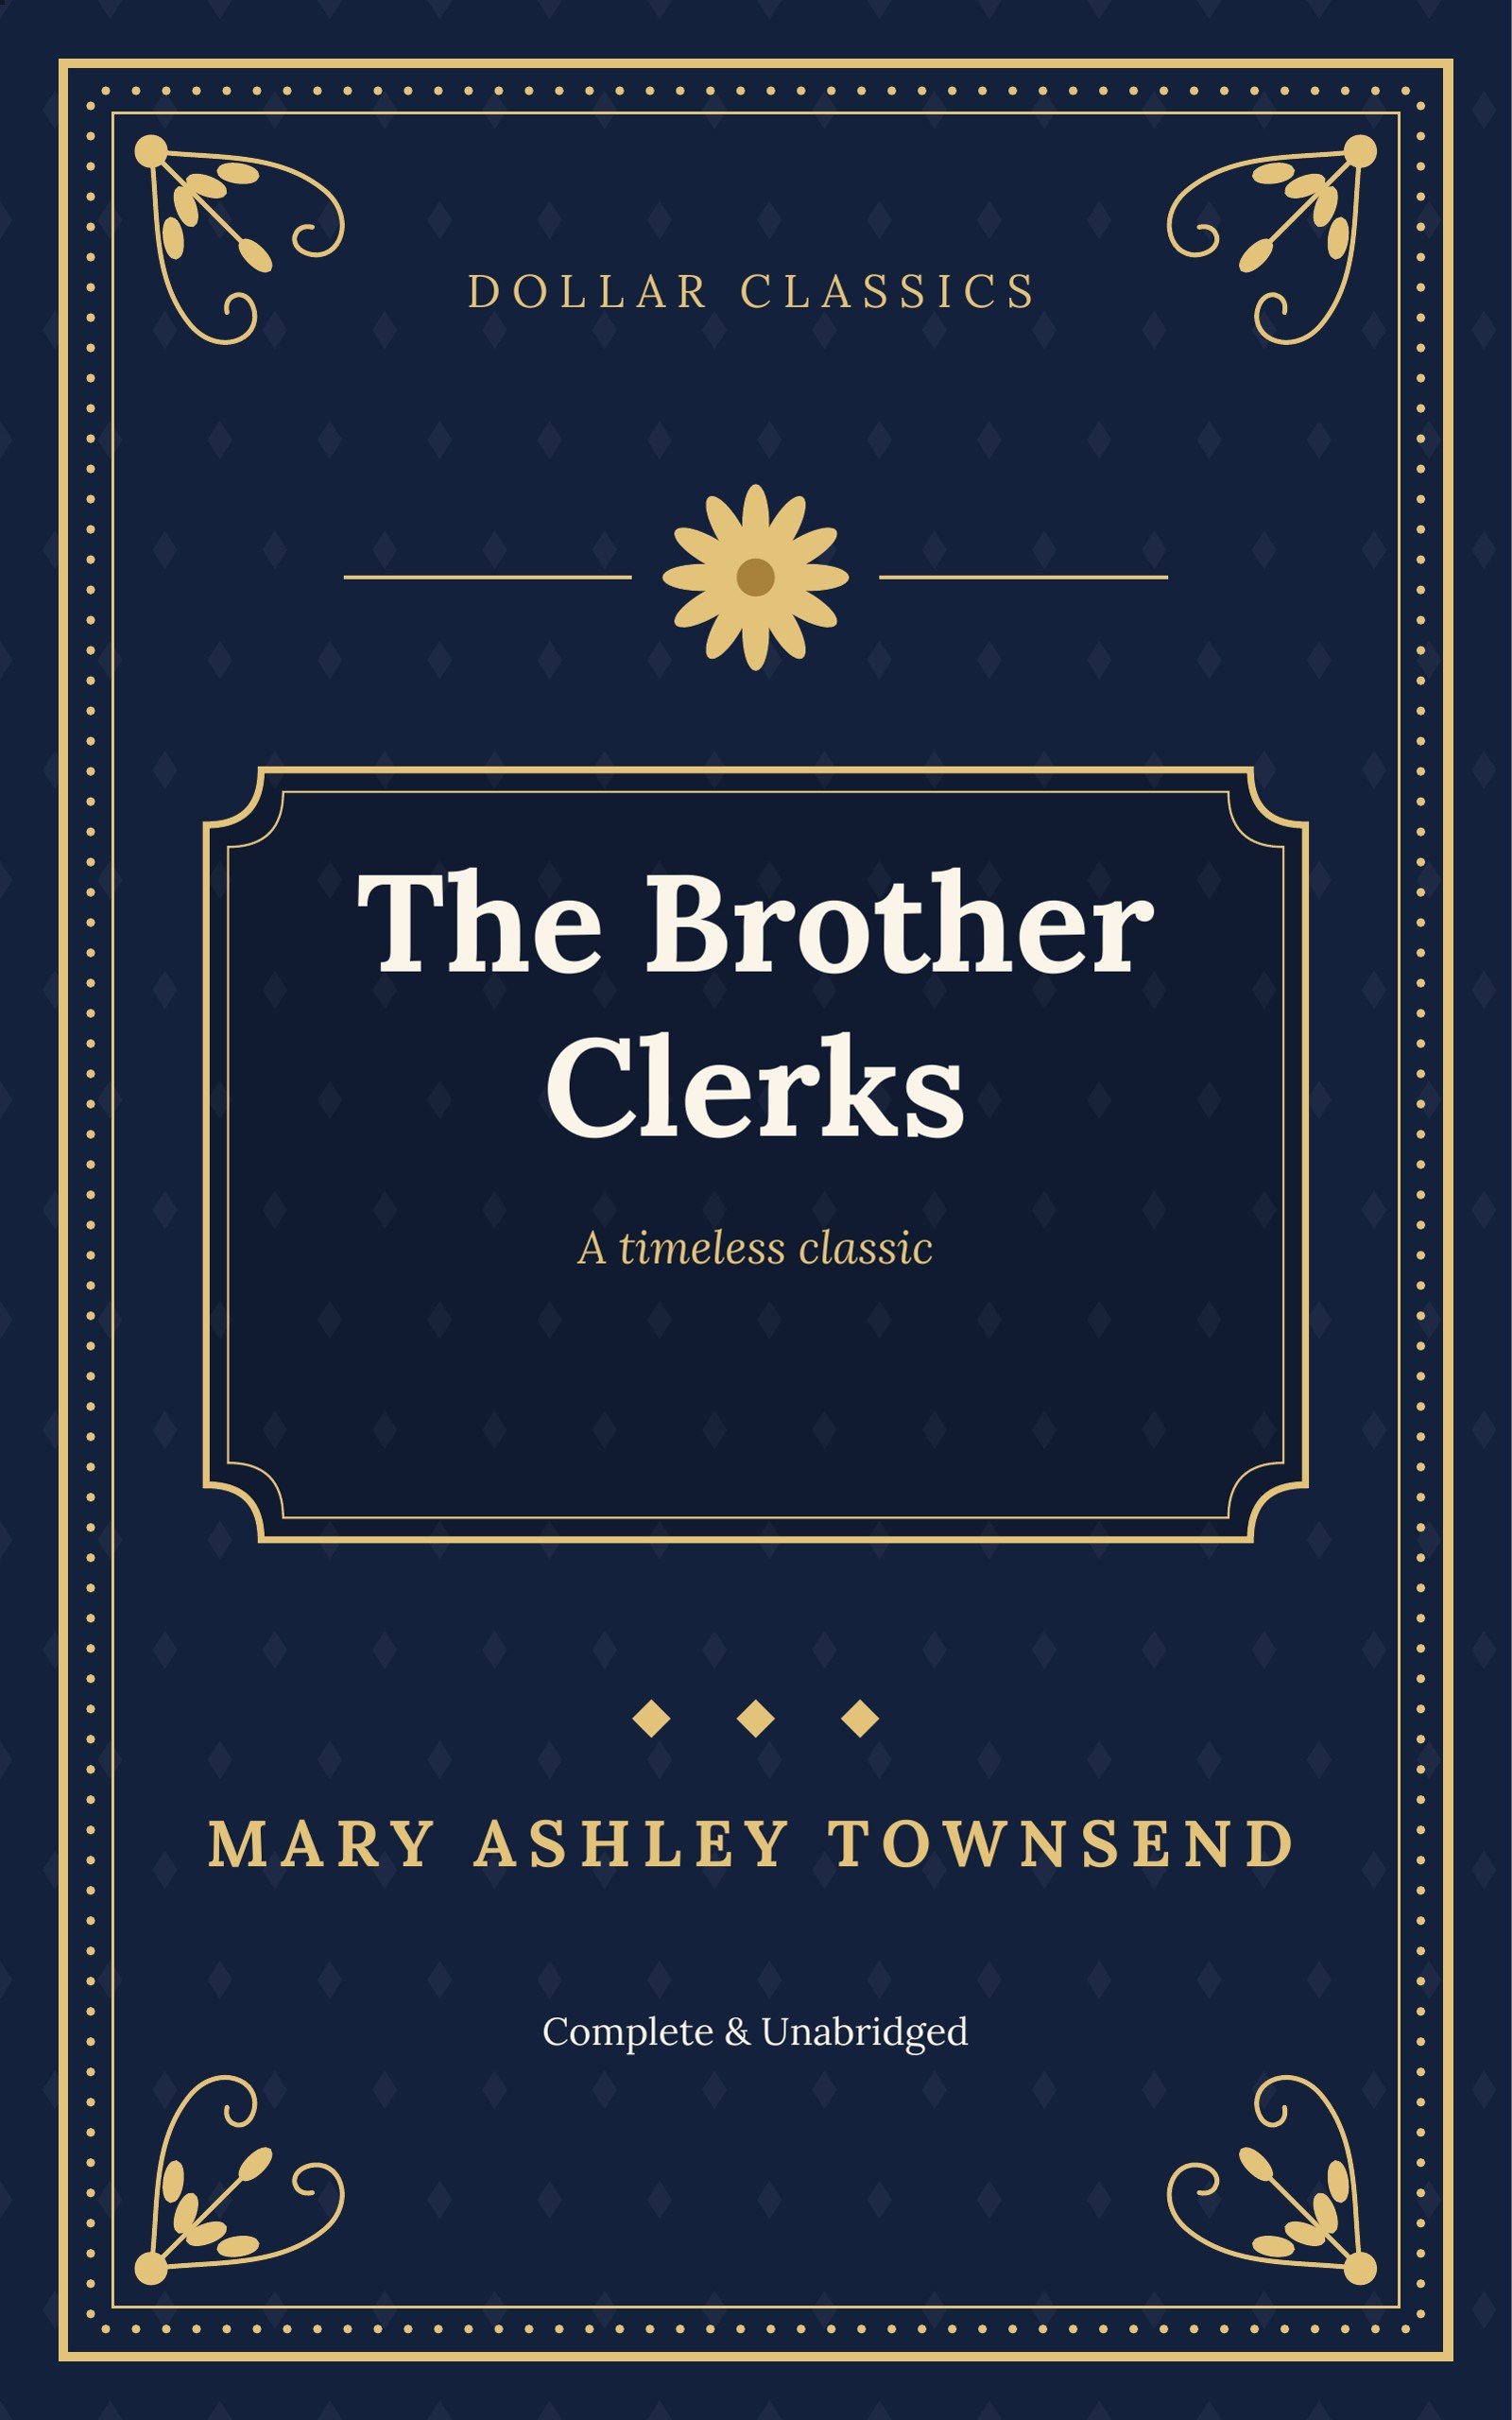 DOLLAR CLASSICS
The Brother
Clerks
A timeless classic
MARY ASHLEY TOWNSEND
Complete & Unabridged